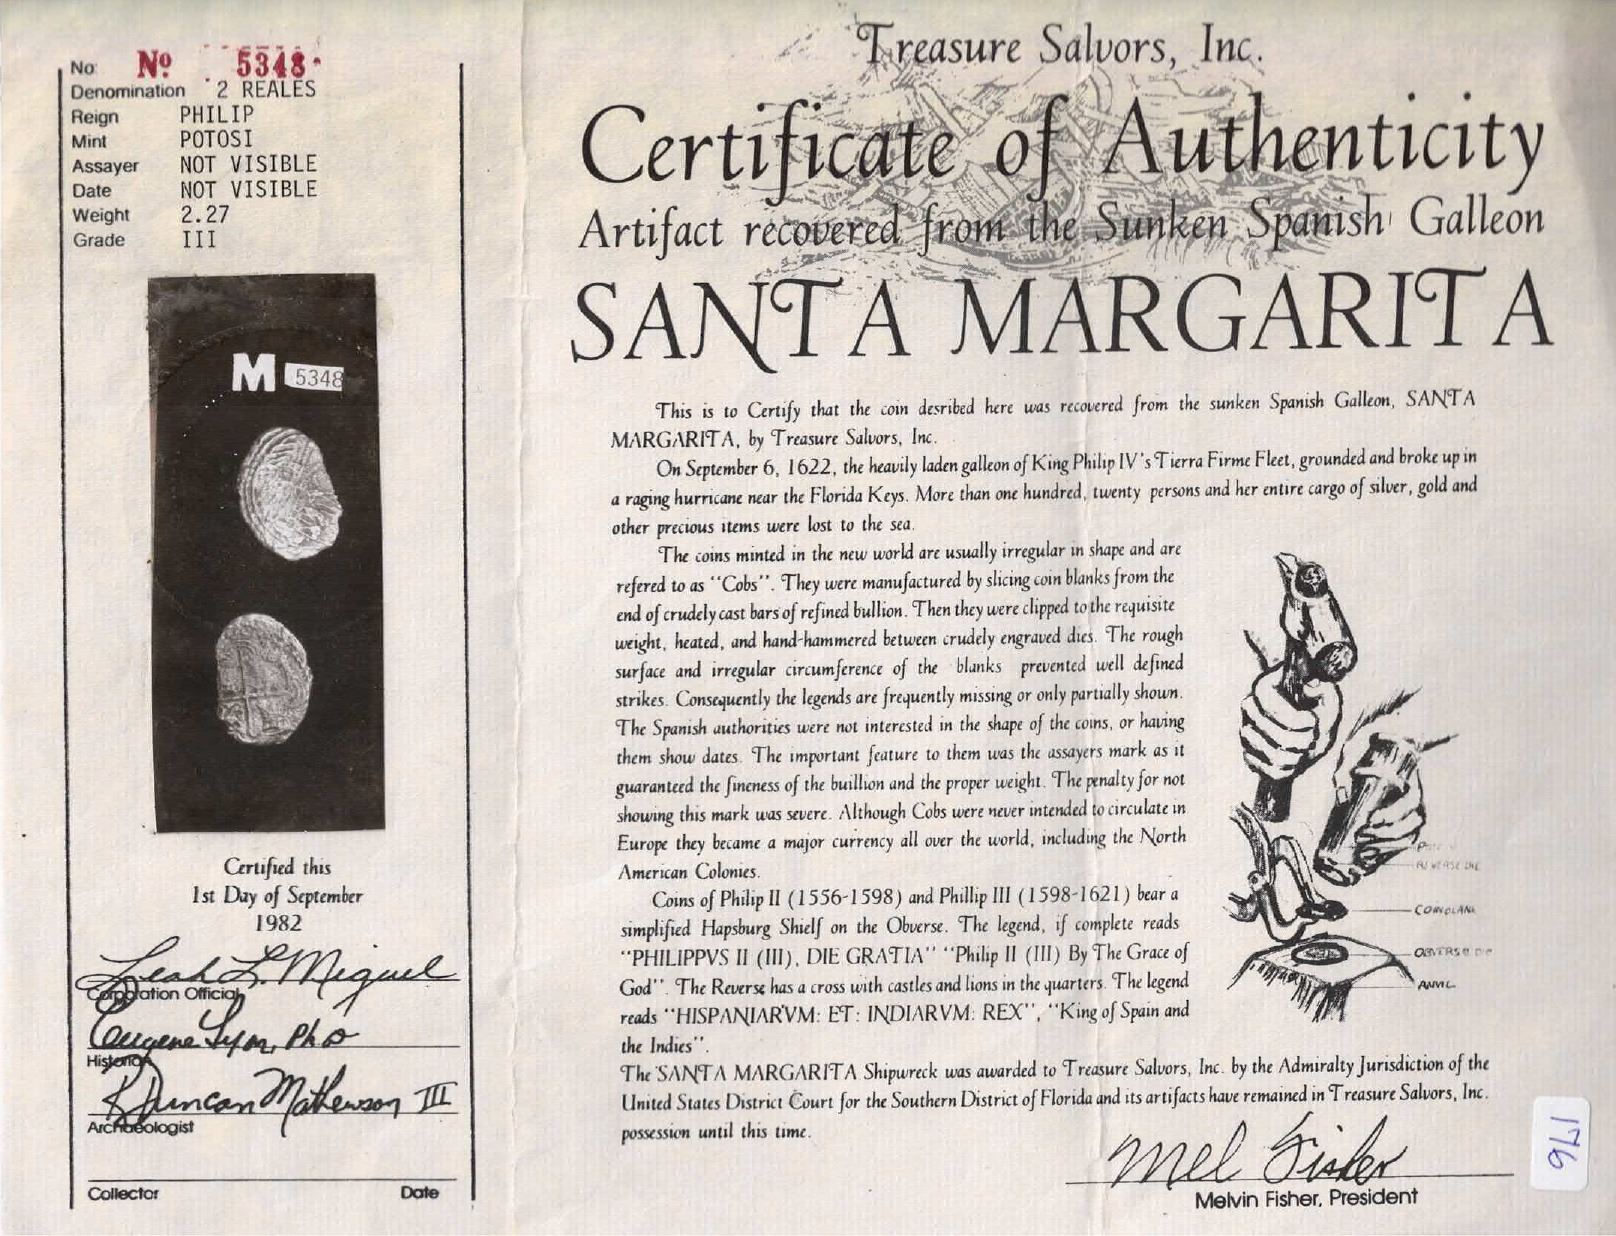 No: Nº 5348
Denomination 2 REALES
Reign PHILIP
Mint POTOSI
Assayer NOT VISIBLE
Date NOT VISIBLE
Weight 2.27
Grade III
M 5348
Certified this
1st Day of September
1982
Leah L. Miguel
Corporation Official
Eugene Lyon, PhD
Historian
R Duncan Mathewson III
Archaeologist
Collector Date
Treasure Salvors, Inc.
Certificate of Authenticity
Artifact recovered from the Sunken Spanish Galleon
SANTA MARGARITA
This is to Certify that the coin desribed here was recovered from the sunken Spanish Galleon, SANTA
MARGARITA, by Treasure Salvors, Inc.
On September 6, 1622, the heavily laden galleon of King Philip IV's Tierra Firme Fleet, grounded and broke up in
a raging hurricane near the Florida Keys. More than one hundred, twenty persons and her entire cargo of silver, gold and
other precious items were lost to the sea.
The coins minted in the new world are usually irregular in shape and are
refered to as "Cobs". They were manufactured by slicing coin blanks from the
end of crudely cast bars of refined bullion. Then they were clipped to the requisite
weight, heated, and hand-hammered between crudely engraved dies. The rough
surface and irregular circumference of the blanks prevented well defined
strikes. Consequently the legends are frequently missing or only partially shown.
The Spanish authorities were not interested in the shape of the coins, or having
them show dates. The important feature to them was the assayers mark as it
guaranteed the fineness of the buillion and the proper weight. The penalty for not
showing this mark was severe. Although Cobs were never intended to circulate in
Europe they became a major currency all over the world, including the North
American Colonies.
Coins of Philip II (1556-1598) and Phillip III (1598-1621) bear a
simplified Hapsburg Shielf on the Obverse. The legend, if complete reads
"PHILIPPVS II (III), DIE GRATIA" "Philip II (III) By The Grace of
God". The Reverse has a cross with castles and lions in the quarters. The legend
reads "HISPANIARVM: ET: INDIARVM: REX", "King of Spain and
the Indies".
The SANTA MARGARITA Shipwreck was awarded to Treasure Salvors, Inc. by the Admiralty Jurisdiction of the
United States District Court for the Southern District of Florida and its artifacts have remained in Treasure Salvors, Inc.
possession until this time.
REVERSE DIE
COIN BLANK
OBVERSE DIE
ANVIL
Mel Fisher
Melvin Fisher, President
176